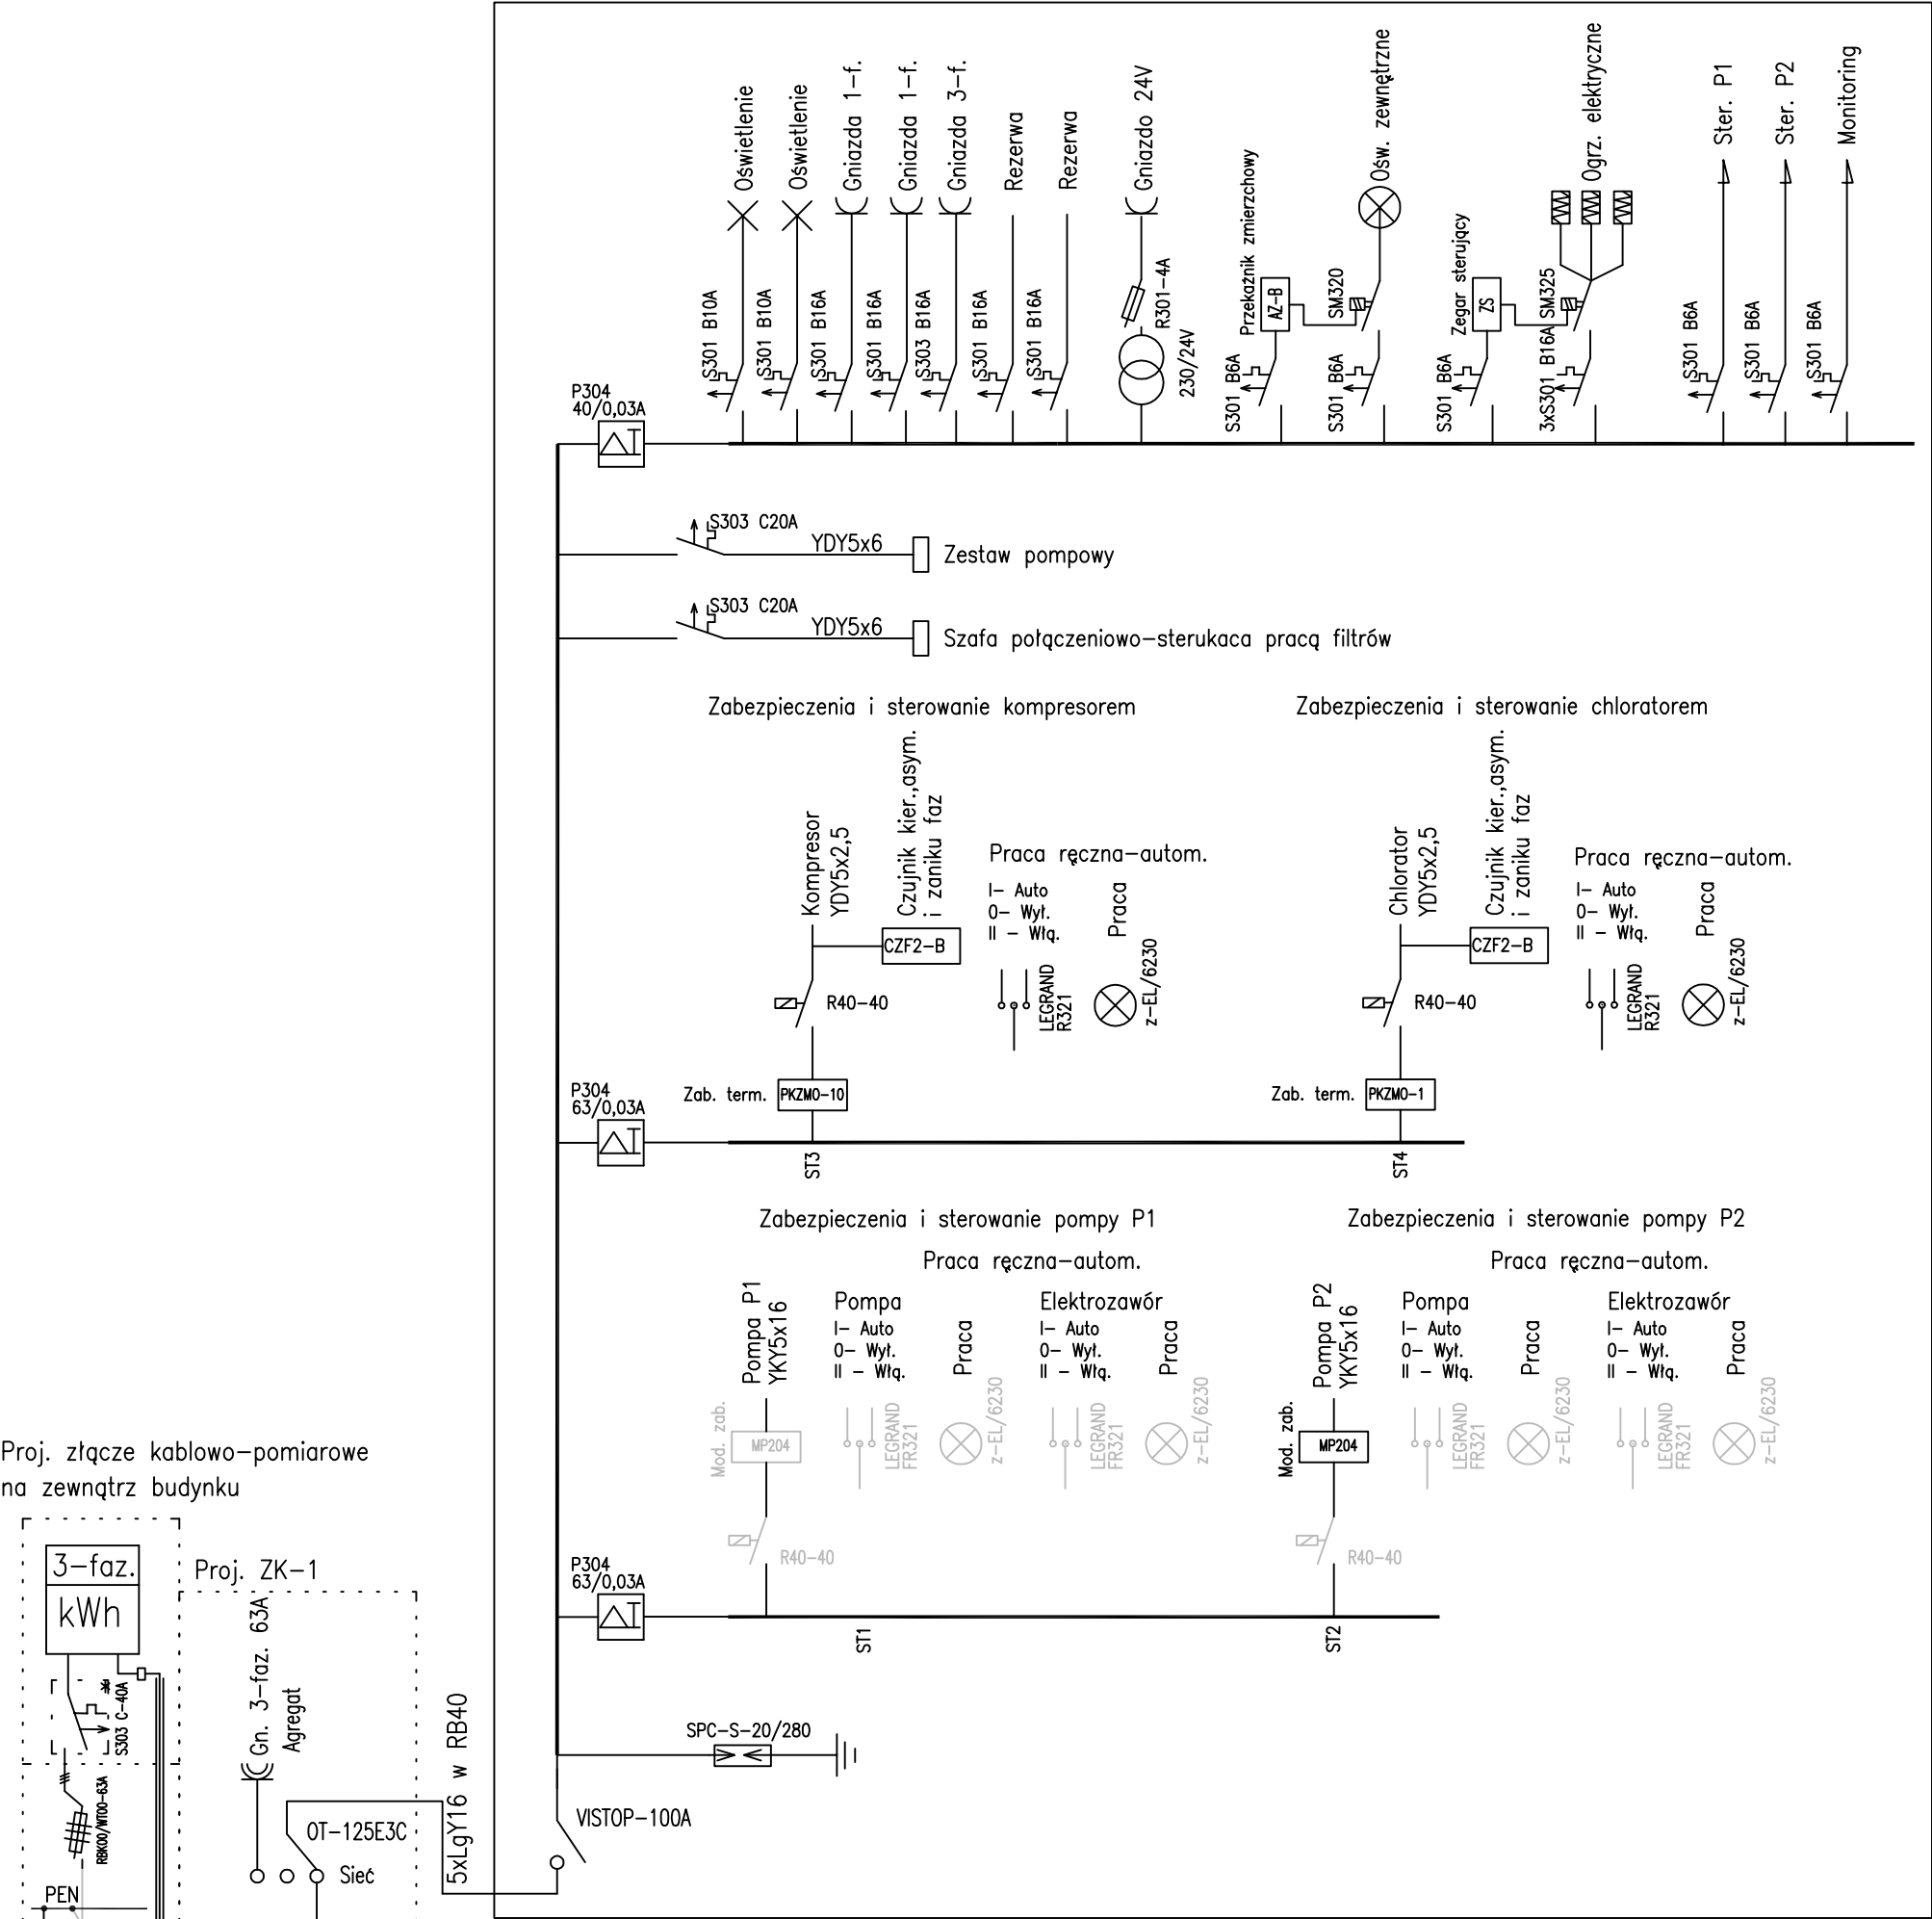 Oświetlenie
Oświetlenie
Gniazda 1-f.
Gniazda 1-f.
Gniazda 3-f.
Rezerwa
Rezerwa
Gniazdo 24V
Ośw. zewnętrzne
Ogrz. elektryczne
Ster. P1
Ster. P2
Monitoring
Przekaźnik zmierzchowy
AZ-B
SM320
Zegar sterujący
ZS
SM325
S301 B10A
S301 B10A
S301 B16A
S301 B16A
S303 B16A
S301 B16A
S301 B16A
R301-4A
230/24V
S301 B6A
S301 B6A
S301 B6A
3xS301 B16A
S301 B6A
S301 B6A
S301 B6A
P304
40/0,03A
S303 C20A
YDY5x6
Zestaw pompowy
S303 C20A
YDY5x6
Szafa połączeniowo-sterukaca pracą filtrów
Zabezpieczenia i sterowanie kompresorem
Kompresor
YDY5x2,5
Czujnik kier.,asym.
i zaniku faz
CZF2-B
Praca ręczna-autom.
I- Auto
0- Wył.
II - Włą.
Praca
LEGRAND
R321
z-EL/6230
R40-40
Zab. term.
PKZMO-10
ST3
Zabezpieczenia i sterowanie chloratorem
Chlorator
YDY5x2,5
Czujnik kier.,asym.
i zaniku faz
CZF2-B
Praca ręczna-autom.
I- Auto
0- Wył.
II - Włą.
Praca
LEGRAND
R321
z-EL/6230
R40-40
Zab. term.
PKZMO-1
ST4
P304
63/0,03A
Zabezpieczenia i sterowanie pompy P1
Praca ręczna-autom.
Pompa P1
YKY5x16
Pompa
I- Auto
0- Wył.
II - Włą.
Praca
Elektrozawór
I- Auto
0- Wył.
II - Włą.
Praca
Mod. zab.
MP204
LEGRAND
FR321
z-EL/6230
LEGRAND
FR321
z-EL/6230
R40-40
ST1
Zabezpieczenia i sterowanie pompy P2
Praca ręczna-autom.
Pompa P2
YKY5x16
Pompa
I- Auto
0- Wył.
II - Włą.
Praca
Elektrozawór
I- Auto
0- Wył.
II - Włą.
Praca
Mod. zab.
MP204
LEGRAND
FR321
z-EL/6230
LEGRAND
FR321
z-EL/6230
R40-40
ST2
P304
63/0,03A
SPC-S-20/280
VISTOP-100A
Proj. złącze kablowo-pomiarowe
na zewnątrz budynku
3-faz.
kWh
*
S303 C-40A
RBK00/WT00-63A
PEN
Proj. ZK-1
Gn. 3-faz. 63A
Agregat
OT-125E3C
Sieć
5xLgY16 w RB40